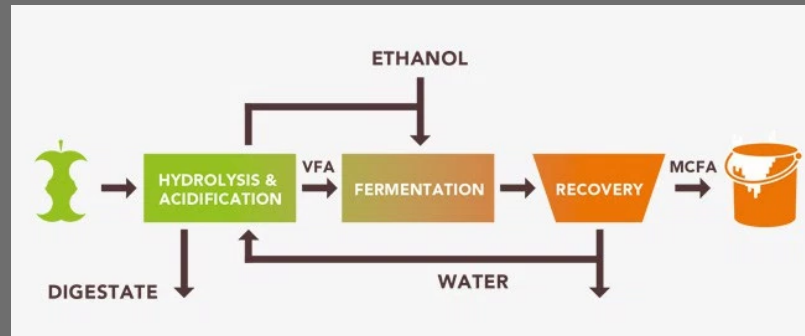 ETHANOL
HYDROLYSIS &
ACIDIFICATION
VFA
FERMENTATION
RECOVERY
MCFA
DIGESTATE
WATER